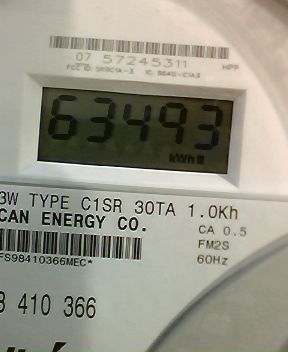 07 57245311 HPP
63493
kWh
3W TYPE C1SR 30TA 1.0Kh
CAN ENERGY CO. CA 0.5
FM2S
FS98410366MEC* 60Hz
410 366